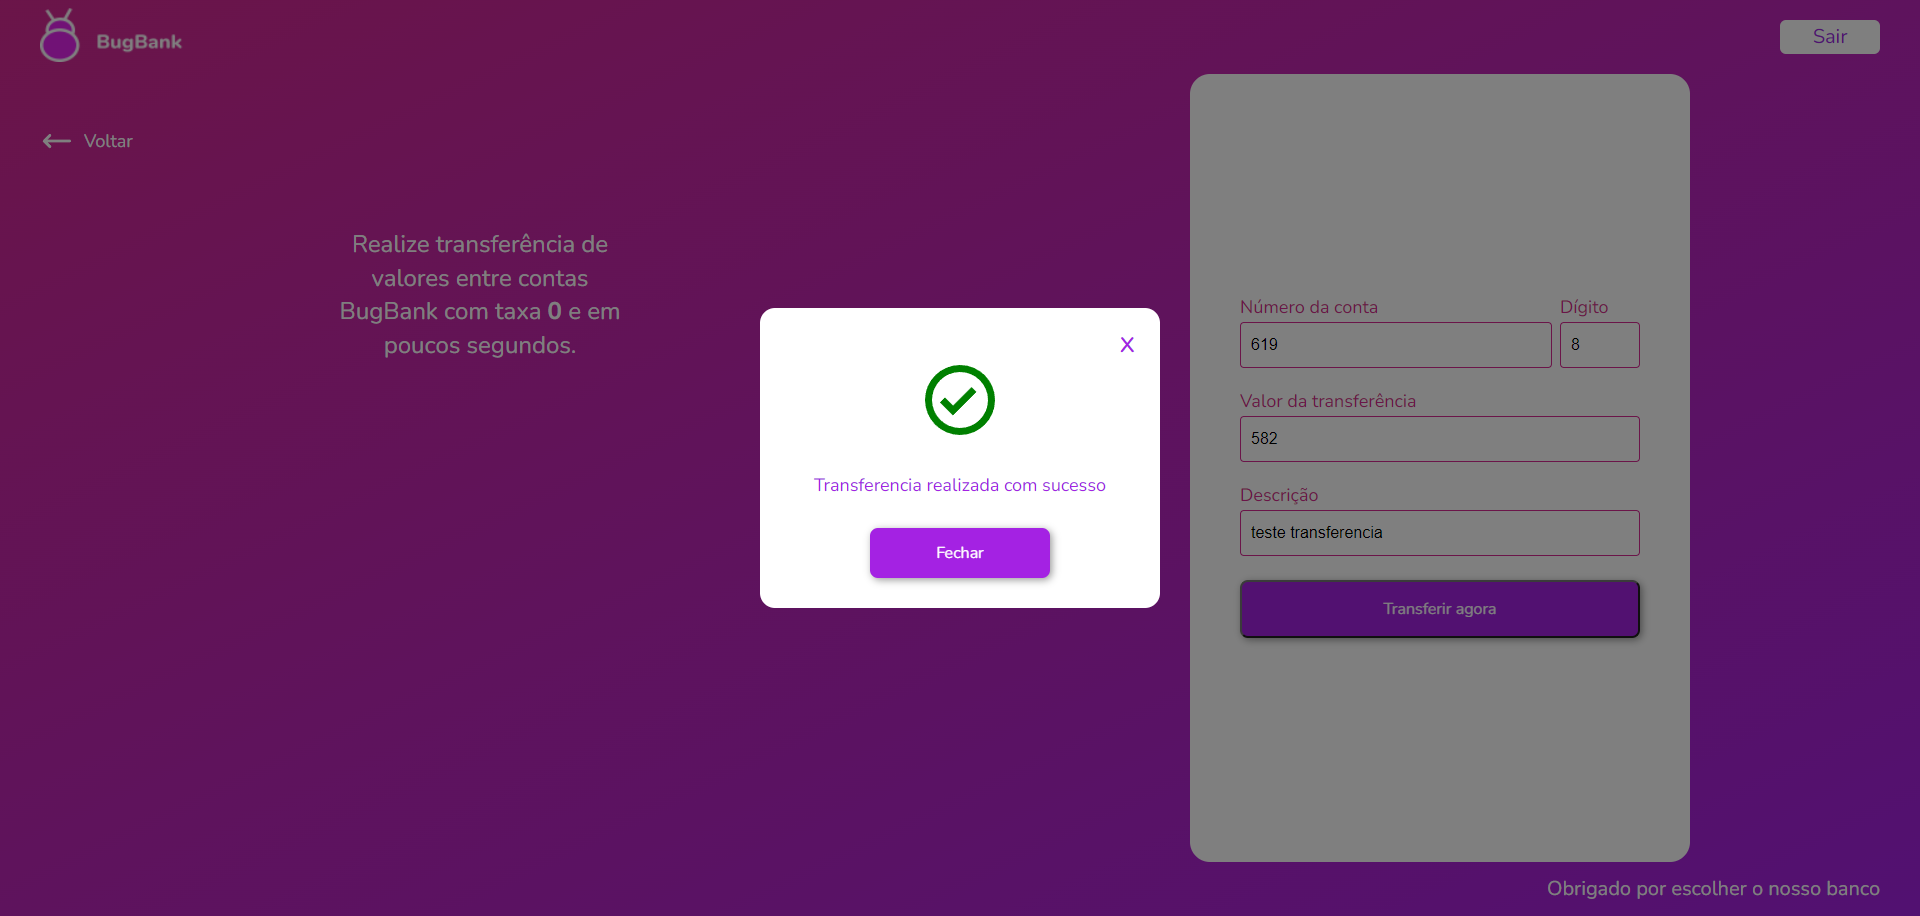 BugBank
Sair
Voltar
Realize transferência de
valores entre contas
BugBank com taxa 0 e em
poucos segundos.
X
Transferencia realizada com sucesso
Fechar
Número da conta
Dígito
619
8
Valor da transferência
582
Descrição
teste transferencia
Transferir agora
Obrigado por escolher o nosso banco